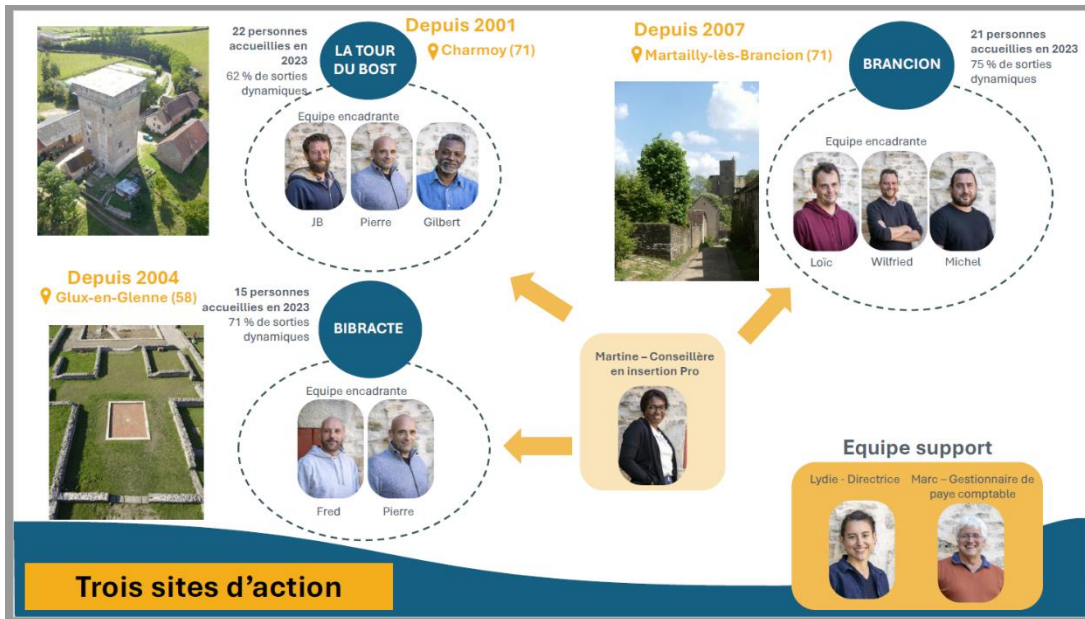 22 personnes
accueillies en
2023
62 % de sorties
dynamiques
LA TOUR
DU BOST
Depuis 2001
Charmoy (71)
Equipe encadrante
JB
Pierre
Gilbert
Depuis 2007
Martailly-lès-Brancion (71)
BRANCION
21 personnes
accueillies en 2023
75 % de sorties
dynamiques
Equipe encadrante
Loïc
Wilfried
Michel
Depuis 2004
Glux-en-Glenne (58)
15 personnes
accueillies en 2023
71 % de sorties
dynamiques
BIBRACTE
Equipe encadrante
Fred
Pierre
Martine – Conseillère
en insertion Pro
Equipe support
Lydie - Directrice
Marc – Gestionnaire de
paye comptable
Trois sites d’action